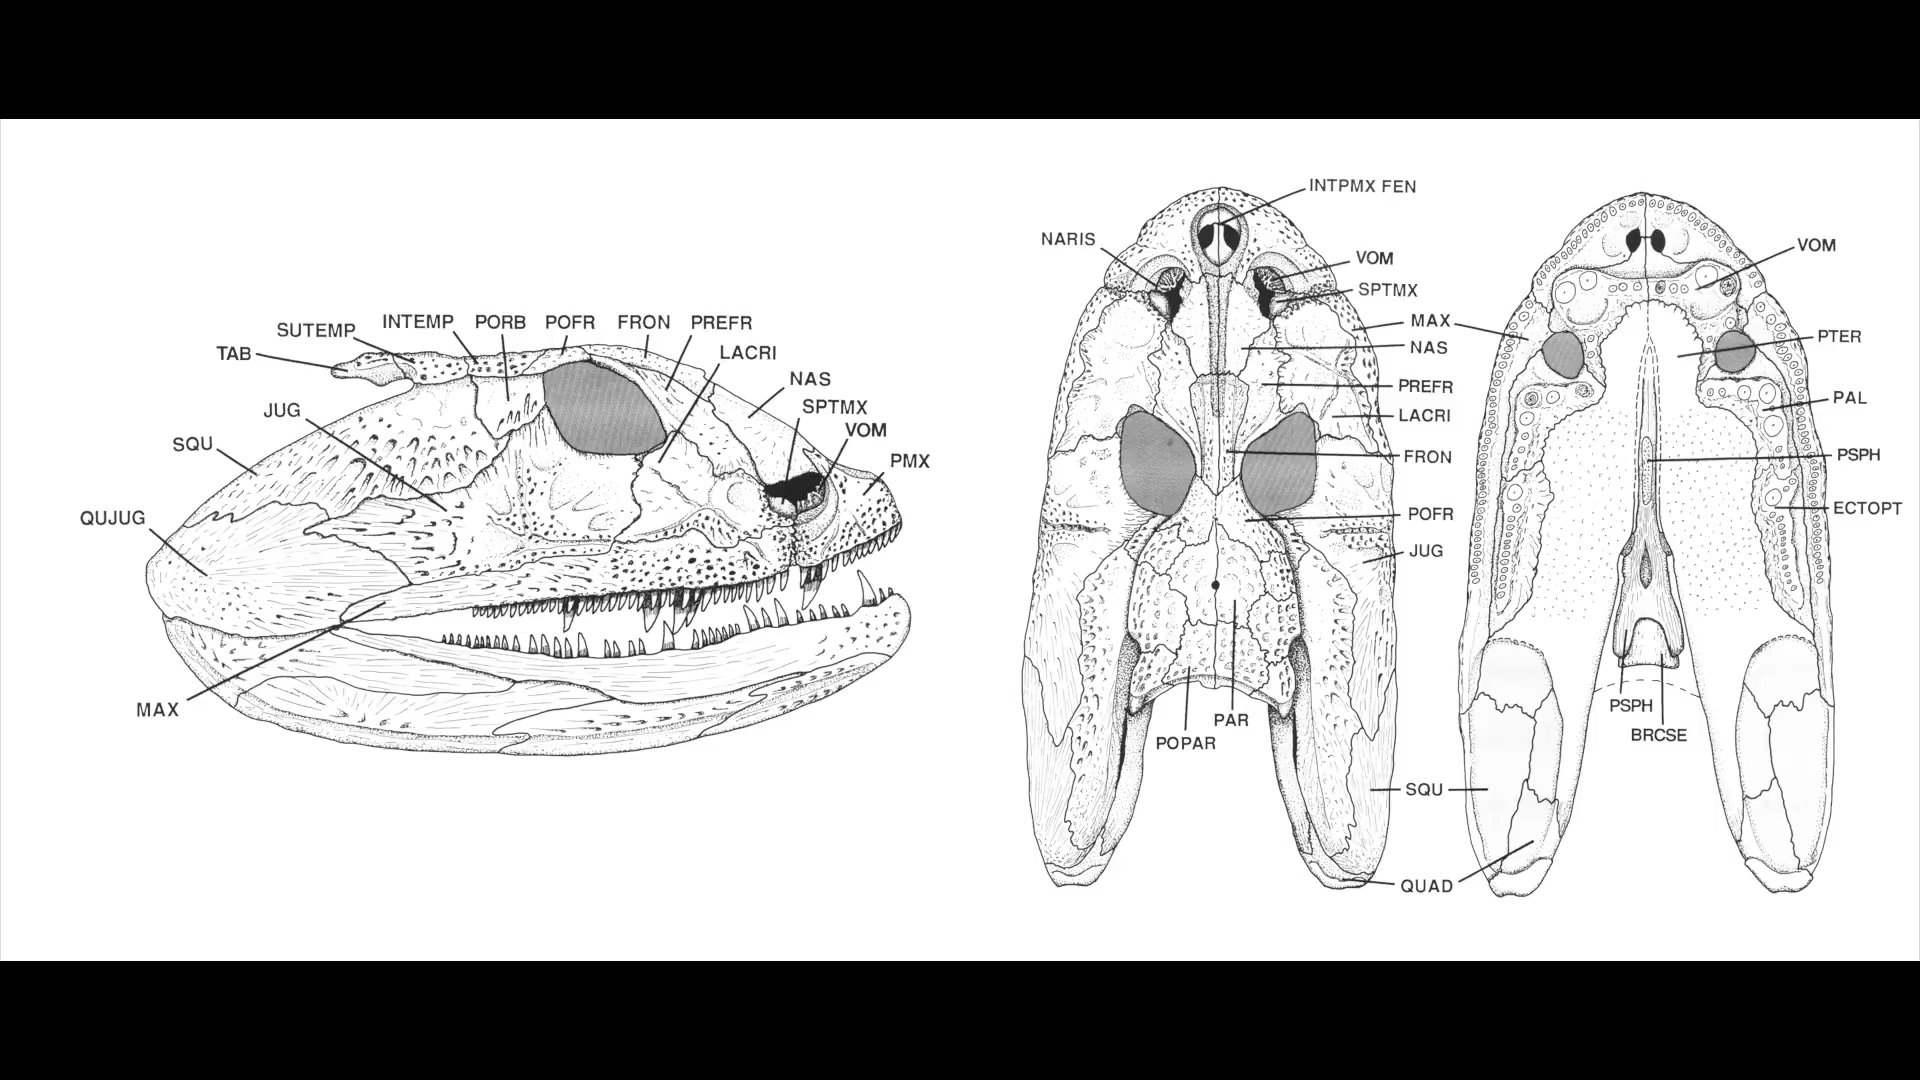 SUTEMP
INTEMP
PORB
POFR
FRON
PREFR
TAB
LACRI
NAS
JUG
SPTMX
SQU
VOM
PMX
QUJUG
MAX
INTPMX FEN
NARIS
VOM
SPTMX
MAX
NAS
PREFR
LACRI
FRON
POFR
JUG
PAR
POPAR
SQU
QUAD
VOM
PTER
PAL
PSPH
ECTOPT
PSPH
BRCSE